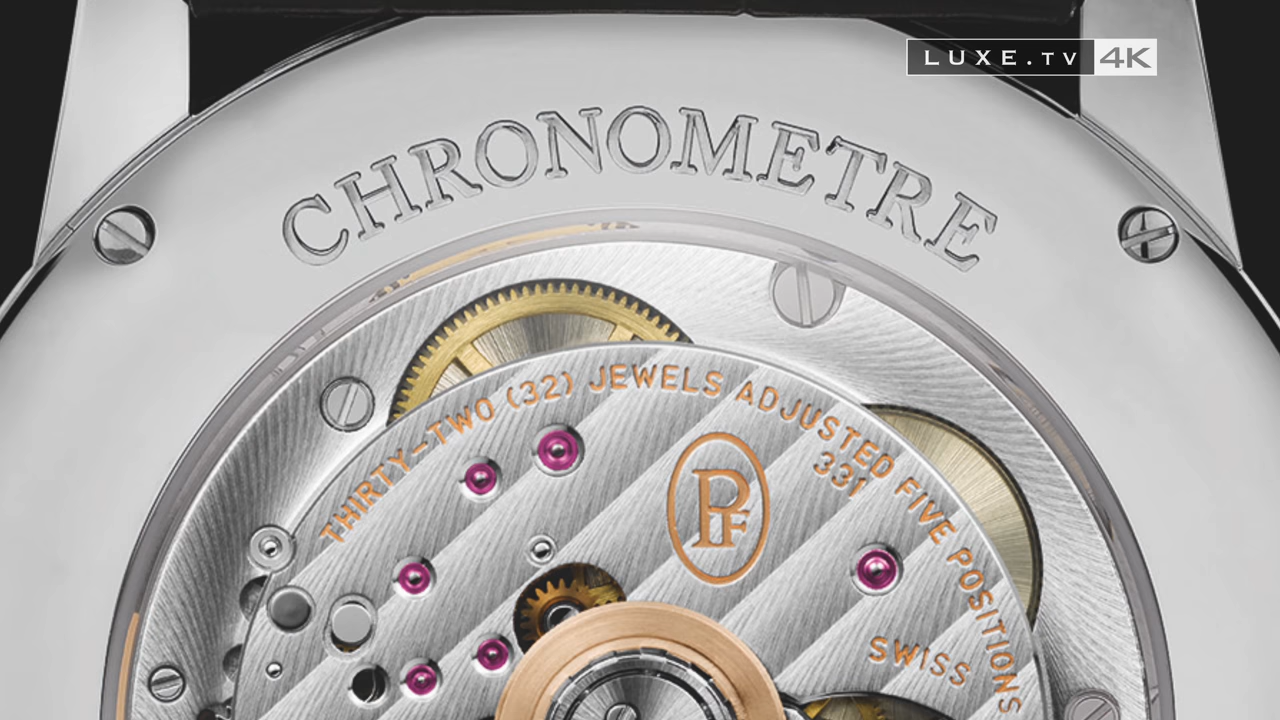 LUXE.TV 4K
CHRONOMETRE
THIRTY-TWO (32) JEWELS ADJUSTED FIVE POSITIONS
331
PF
SWISS